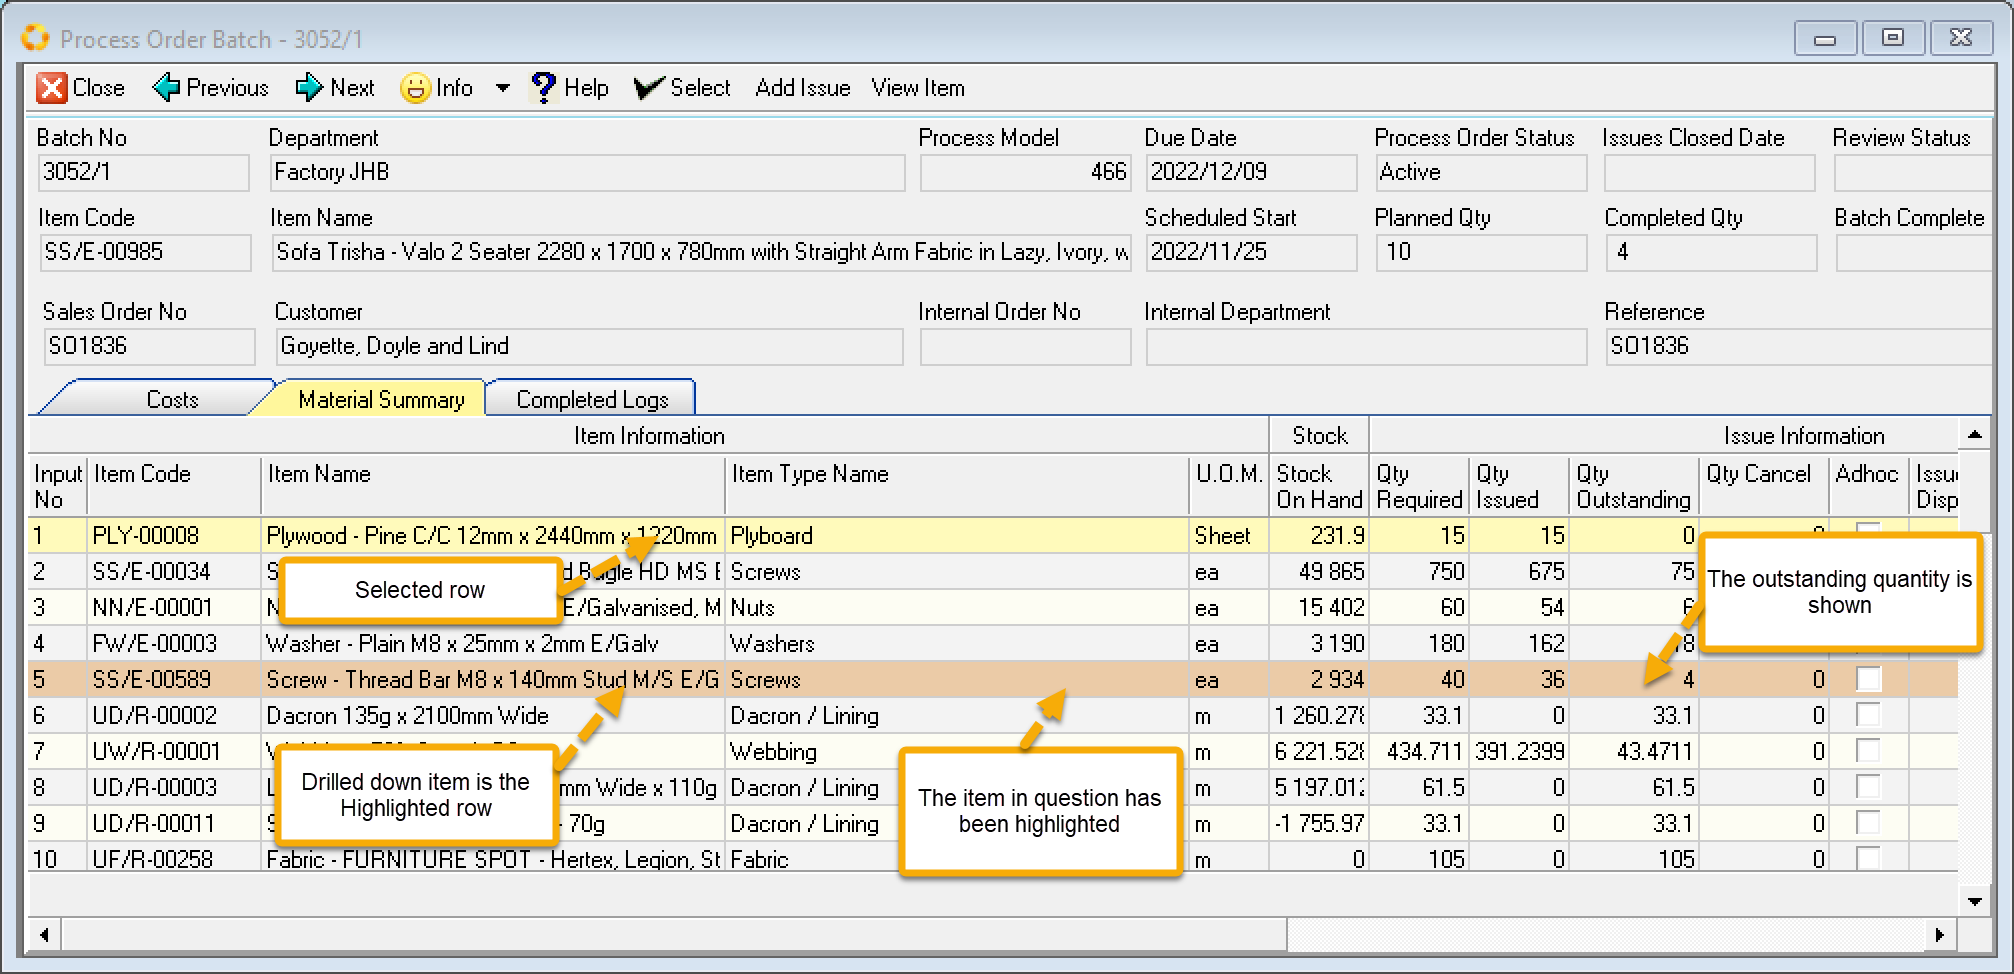 Process Order Batch - 3052/1
Close Previous Next Info Help Select Add Issue View Item
Batch No Department Process Model Due Date Process Order Status Issues Closed Date Review Status
3052/1 Factory JHB 466 2022/12/09 Active
Item Code Item Name Scheduled Start Planned Qty Completed Qty Batch Complete
SS/E-00985 Sofa Trisha - Valo 2 Seater 2280 x 1700 x 780mm with Straight Arm Fabric in Lazy, Ivory, w 2022/11/25 10 4
Sales Order No Customer Internal Order No Internal Department Reference
SO1836 Goyette, Doyle and Lind SO1836
Costs Material Summary Completed Logs
Item Information Stock Issue Information
Input Item Code Item Name Item Type Name U.O.M. Stock Qty Qty Qty Qty Cancel Adhoc Issu
No On Hand Required Issued Outstanding Disp
1 PLY-00008 Plywood - Pine C/C 12mm x 2440mm x 1220mm Plyboard Sheet 231.9 15 15 0
2 SS/E-00034 S d Bugle HD MS Screws ea 49 865 750 675 75
3 NN/E-00001 E/Galvanised, M Nuts ea 15 402 60 54 6
4 FW/E-00003 Washer - Plain M8 x 25mm x 2mm E/Galv Washers ea 3 190 180 162 8
5 SS/E-00589 Screw - Thread Bar M8 x 140mm Stud M/S E/G Screws ea 2 934 40 36 4 0
6 UD/R-00002 Dacron 135g x 2100mm Wide Dacron / Lining m 1 260.278 33.1 0 33.1 0
7 UW/R-00001 Webbing m 6 221.528 434.711 391.2399 43.4711 0
8 UD/R-00003 mm Wide x 110g Dacron / Lining m 5 197.012 61.5 0 61.5 0
9 UD/R-00011 - 70g Dacron / Lining m -1 755.97 33.1 0 33.1 0
10 UF/R-00258 Fabric - FURNITURE SPOT - Hertex, Legion, St Fabric m 0 105 0 105 0
Selected row
The outstanding quantity is
shown
Drilled down item is the
Highlighted row
The item in question has
been highlighted